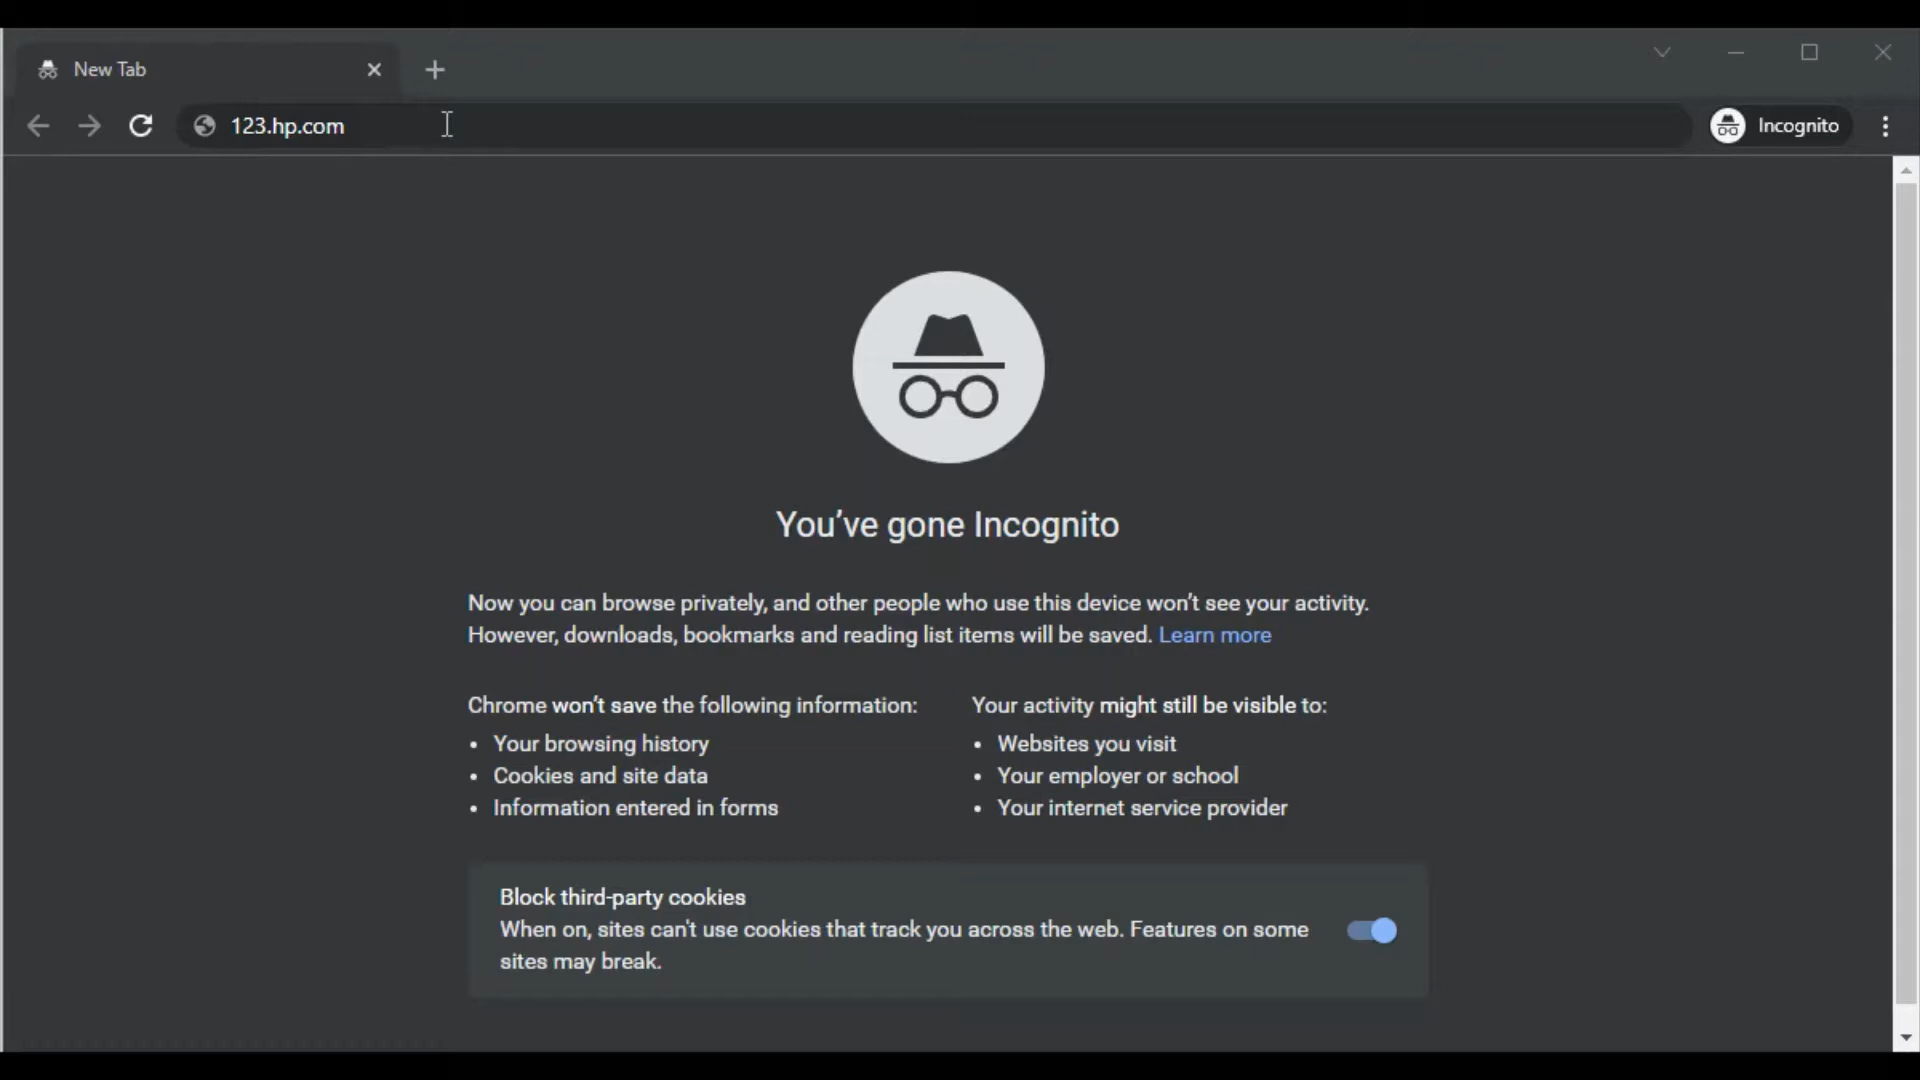 New Tab
123.hp.com
Incognito
You've gone Incognito
Now you can browse privately, and other people who use this device won't see your activity.
However, downloads, bookmarks and reading list items will be saved. Learn more
Chrome won't save the following information:
• Your browsing history
• Cookies and site data
• Information entered in forms
Your activity might still be visible to:
• Websites you visit
• Your employer or school
• Your internet service provider
Block third-party cookies
When on, sites can't use cookies that track you across the web. Features on some
sites may break.